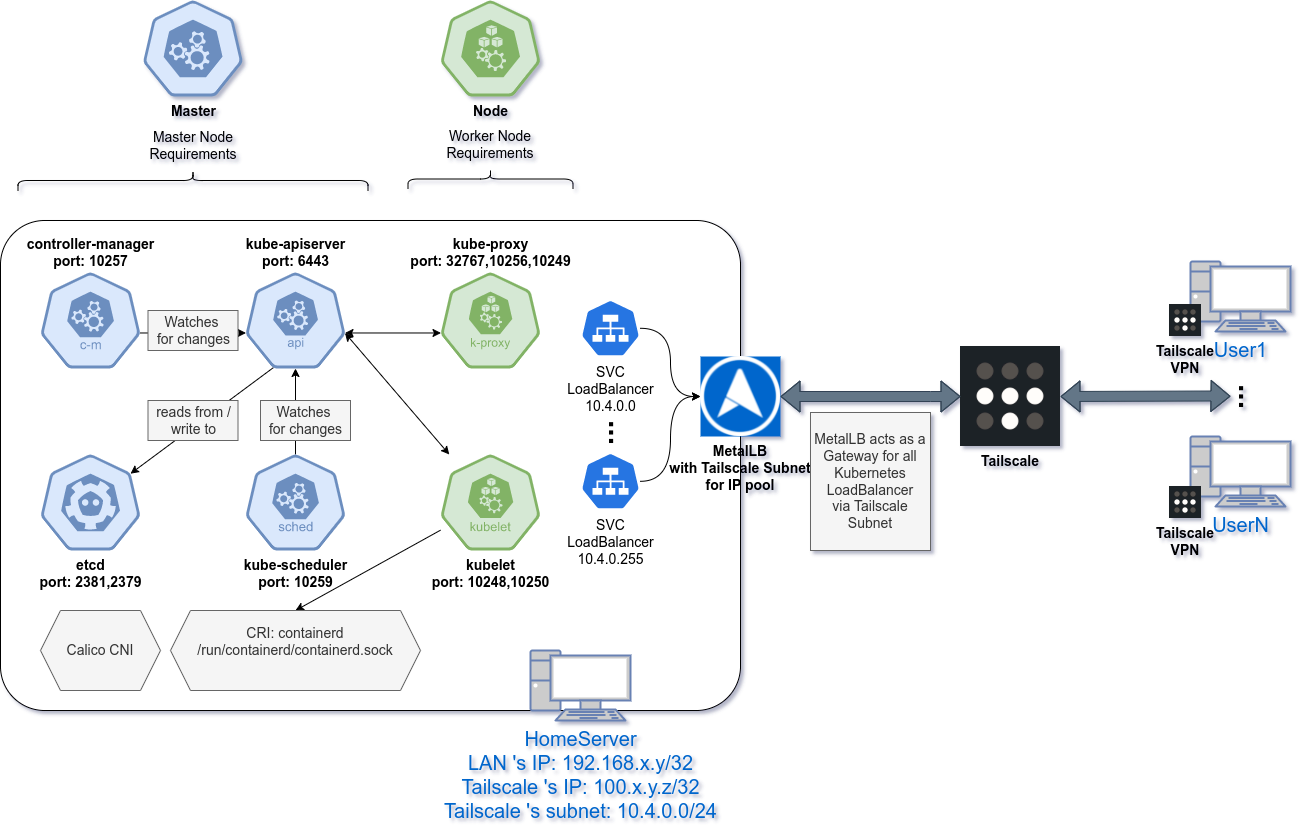 Master
Master Node
Requirements
Node
Worker Node
Requirements
controller-manager
port: 10257
kube-apiserver
port: 6443
kube-proxy
port: 32767,10256,10249
c-m
Watches
for changes
api
k-proxy
SVC
LoadBalancer
10.4.0.0
reads from /
write to
Watches
for changes
sched
kubelet
SVC
LoadBalancer
10.4.0.255
etcd
port: 2381,2379
kube-scheduler
port: 10259
kubelet
port: 10248,10250
Calico CNI
CRI: containerd
/run/containerd/containerd.sock
MetalLB
with Tailscale Subnet
for IP pool
MetalLB acts as a
Gateway for all
Kubernetes
LoadBalancer
via Tailscale
Subnet
Tailscale
Tailscale
VPN
User1
Tailscale
VPN
UserN
HomeServer
LAN 's IP: 192.168.x.y/32
Tailscale 's IP: 100.x.y.z/32
Tailscale 's subnet: 10.4.0.0/24